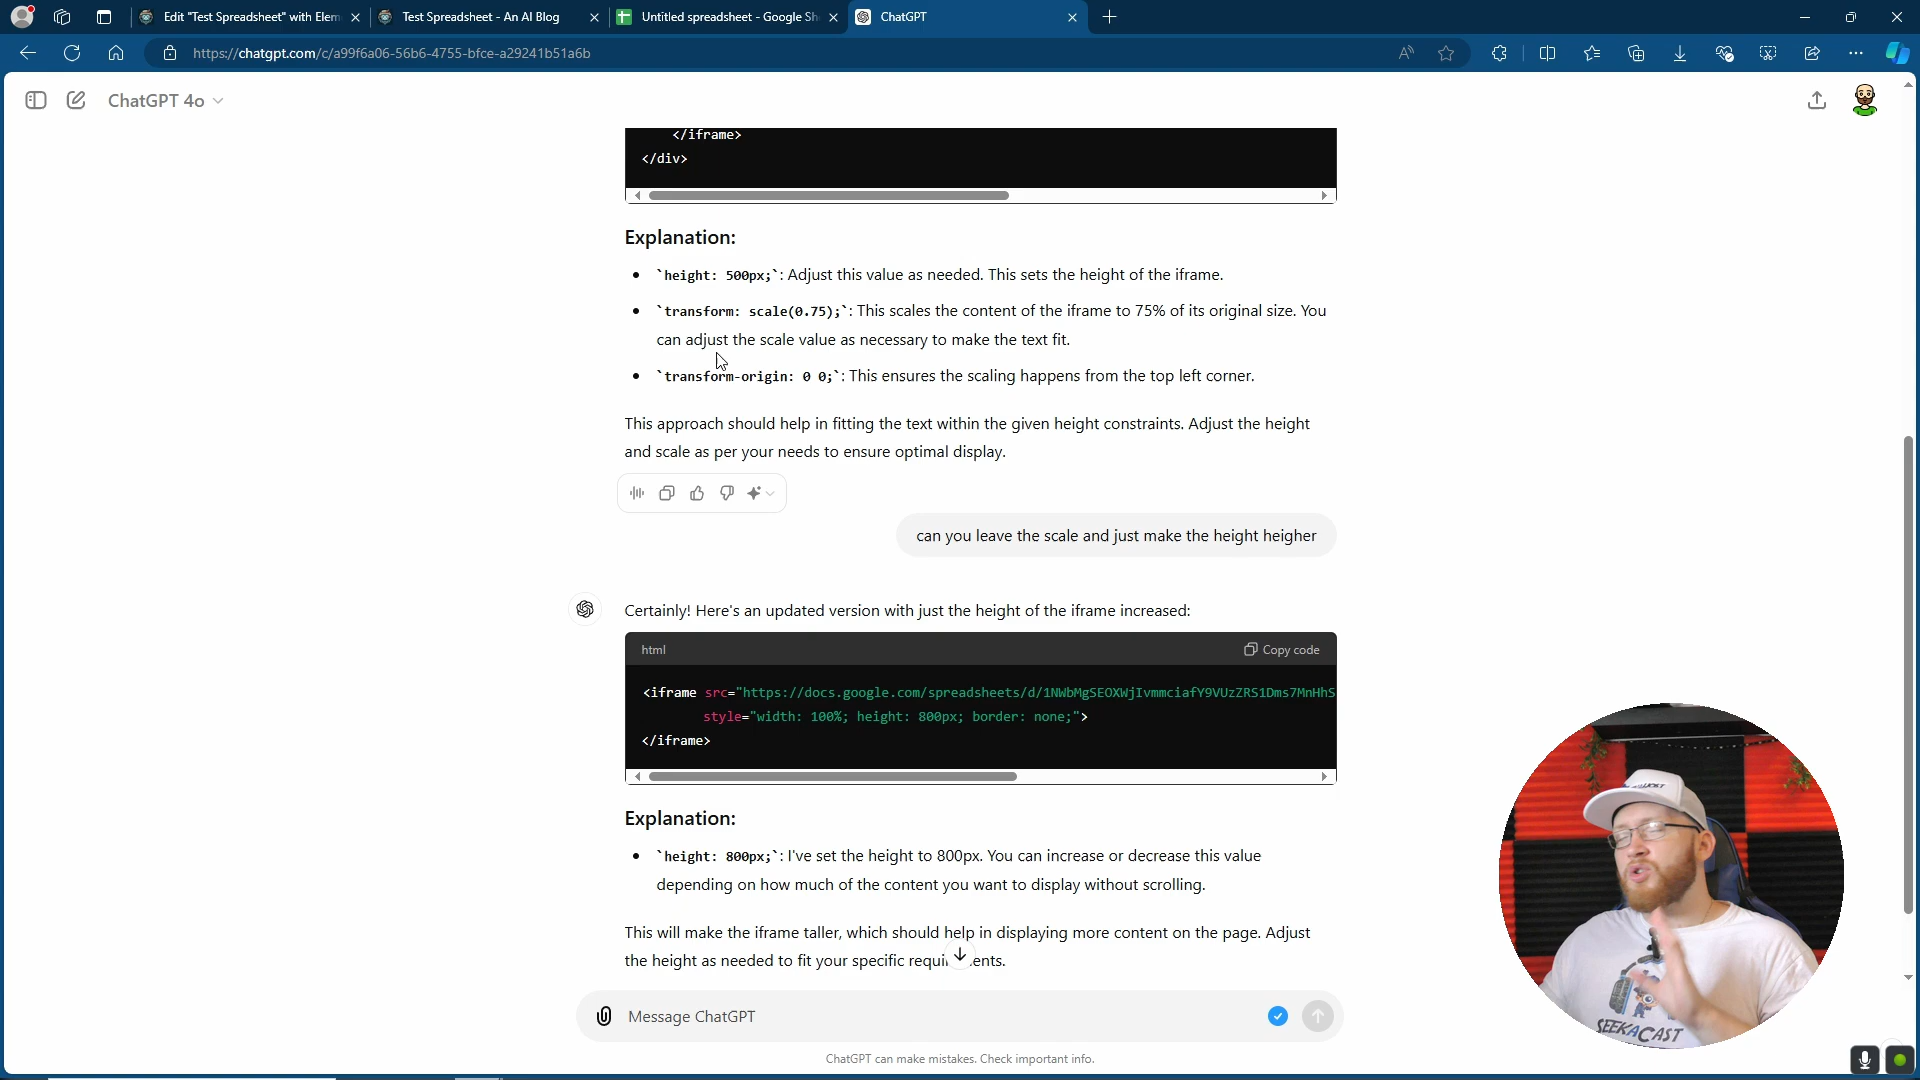 Edit "Test Spreadsheet" with Elem
Test Spreadsheet - An AI Blog
Untitled spreadsheet - Google Sh
ChatGPT
https://chatgpt.com/c/a99f6a06-56b6-4755-bfce-a29241b51a6b
ChatGPT 4o
</iframe>
</div>
Explanation:
`height: 500px;`: Adjust this value as needed. This sets the height of the iframe.
`transform: scale(0.75);`: This scales the content of the iframe to 75% of its original size. You
can adjust the scale value as necessary to make the text fit.
`transform-origin: 0 0;`: This ensures the scaling happens from the top left corner.
This approach should help in fitting the text within the given height constraints. Adjust the height
and scale as per your needs to ensure optimal display.
can you leave the scale and just make the height heigher
Certainly! Here's an updated version with just the height of the iframe increased:
html
Copy code
<iframe src="https://docs.google.com/spreadsheets/d/1NWbMgSEOXWjIvmmciafY9VUzZRS1Dms7MnHhS
style="width: 100%; height: 800px; border: none;">
</iframe>
Explanation:
`height: 800px;`: I've set the height to 800px. You can increase or decrease this value
depending on how much of the content you want to display without scrolling.
This will make the iframe taller, which should help in displaying more content on the page. Adjust
the height as needed to fit your specific requi ents.
Message ChatGPT
ChatGPT can make mistakes. Check important info.
SEEKACAST